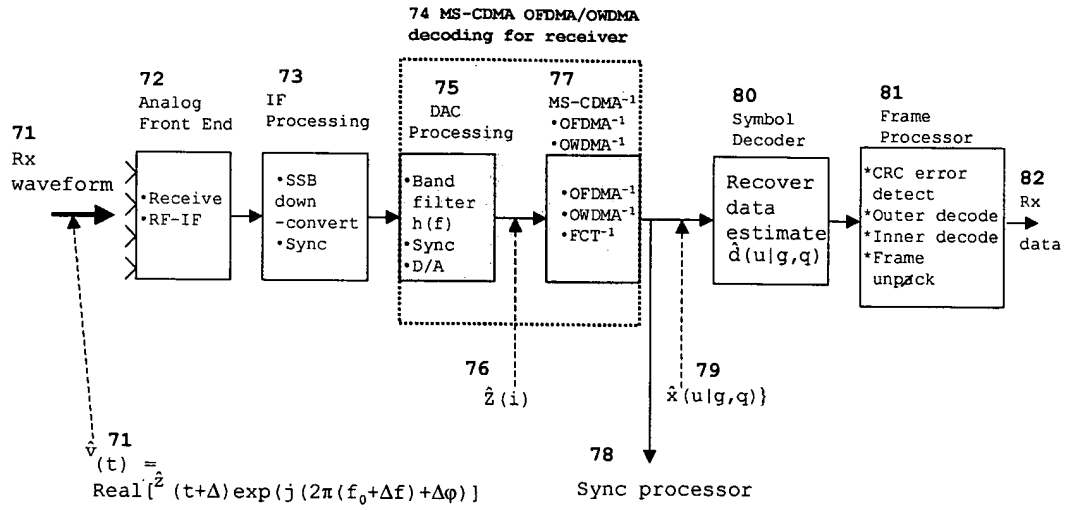 74 MS-CDMA OFDMA/OWDMA
decoding for receiver
71
Rx
waveform
72
Analog
Front End
•Receive
•RF-IF
73
IF
Processing
•SSB
down
-convert
•Sync
75
DAC
Processing
•Band
filter
h(f)
•Sync
•D/A
77
MS-CDMA⁻¹
•OFDMA⁻¹
•OWDMA⁻¹
•OFDMA⁻¹
•OWDMA⁻¹
•FCT⁻¹
80
Symbol
Decoder
Recover
data
estimate
d̂(u|g,q)
81
Frame
Processor
*CRC error
detect
*Outer decode
*Inner decode
*Frame
unpack
82
Rx
data
76
ẑ(i)
79
x̂(u|g,q)}
78
Sync processor
71
v̂(t) =
Real[ẑ(t+Δ)exp(j(2π(f₀+Δf)+Δφ)]